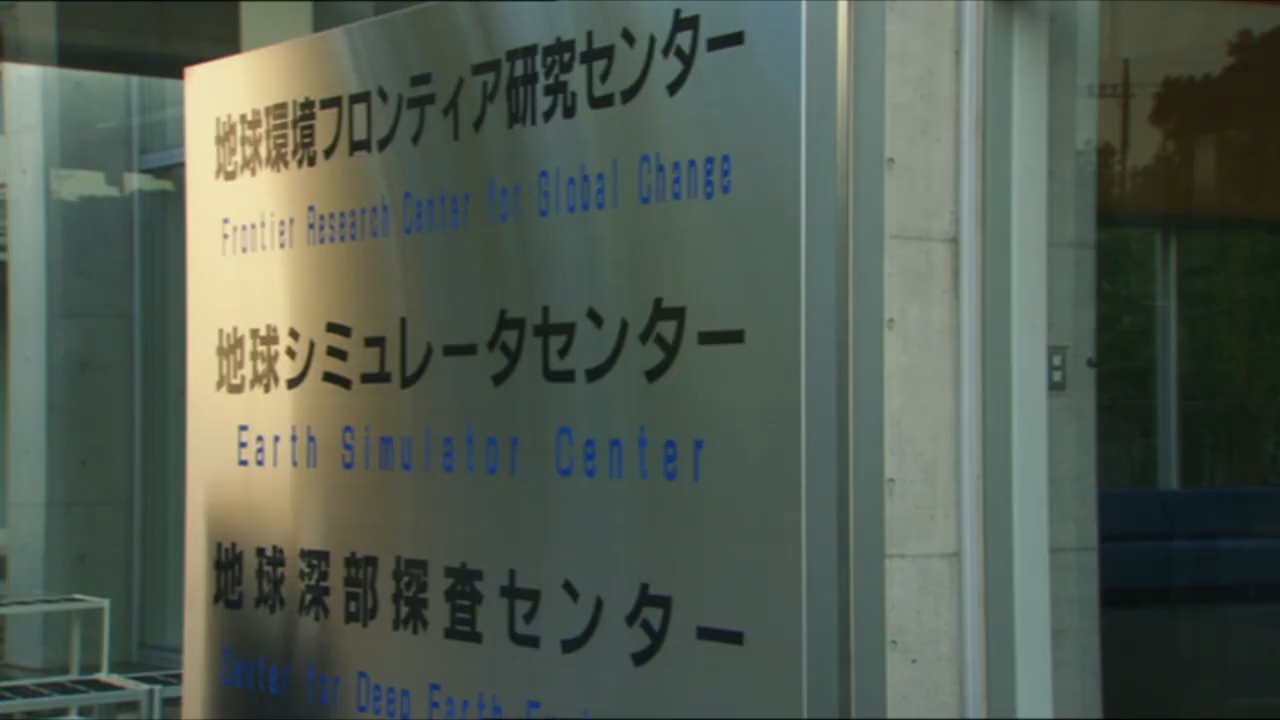 地球環境フロンティア研究センター
Frontier Research Center for Global Change
地球シミュレータセンター
Earth Simulator Center
地球深部探査センター
Center for Deep Earth